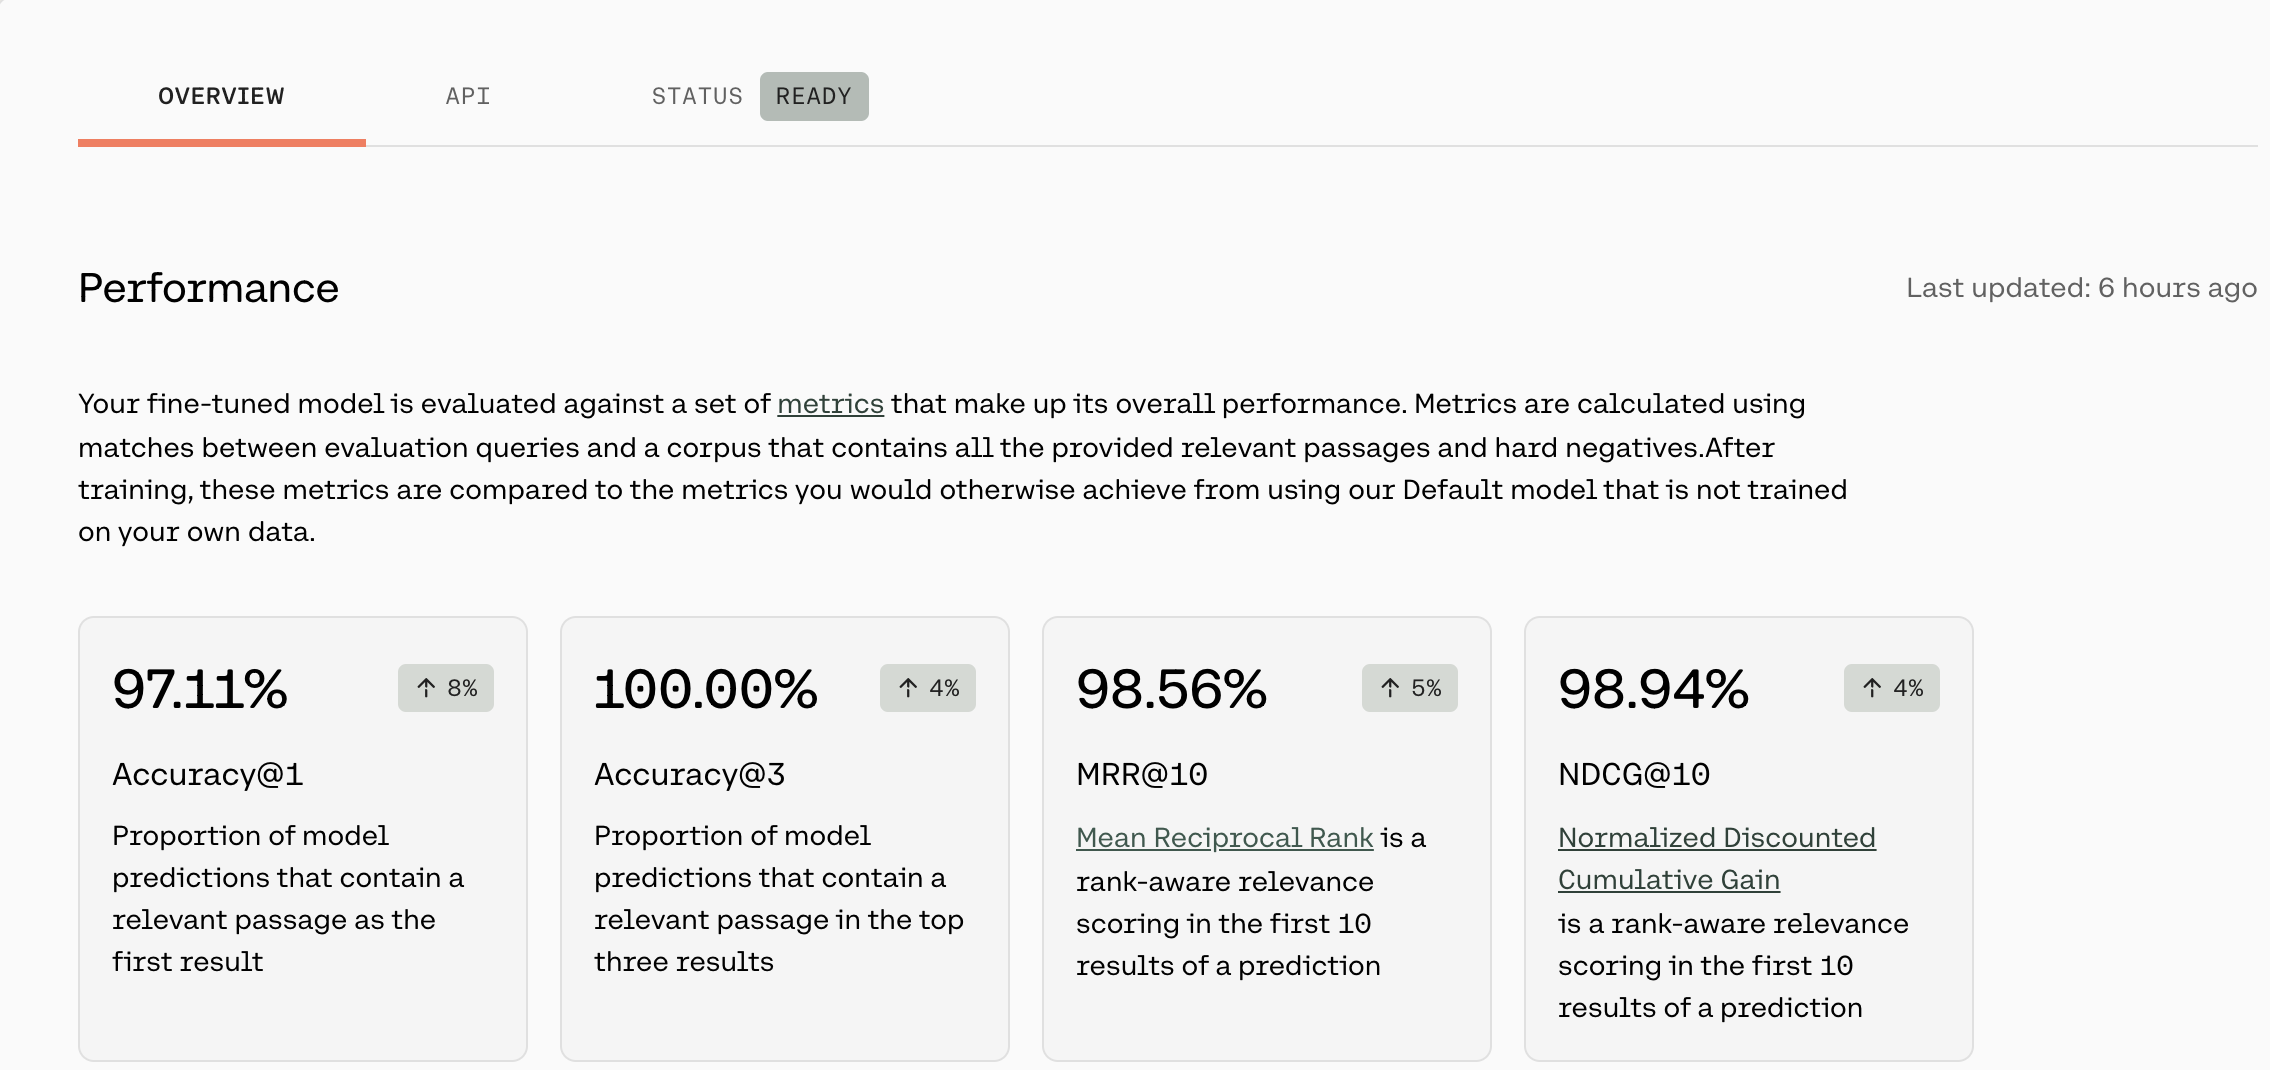 OVERVIEW API STATUS READY
Performance
Last updated: 6 hours ago
Your fine-tuned model is evaluated against a set of metrics that make up its overall performance. Metrics are calculated using
matches between evaluation queries and a corpus that contains all the provided relevant passages and hard negatives.After
training, these metrics are compared to the metrics you would otherwise achieve from using our Default model that is not trained
on your own data.
97.11% ↑ 8%
Accuracy@1
Proportion of model
predictions that contain a
relevant passage as the
first result
100.00% ↑ 4%
Accuracy@3
Proportion of model
predictions that contain a
relevant passage in the top
three results
98.56% ↑ 5%
MRR@10
Mean Reciprocal Rank is a
rank-aware relevance
scoring in the first 10
results of a prediction
98.94% ↑ 4%
NDCG@10
Normalized Discounted
Cumulative Gain
is a rank-aware relevance
scoring in the first 10
results of a prediction